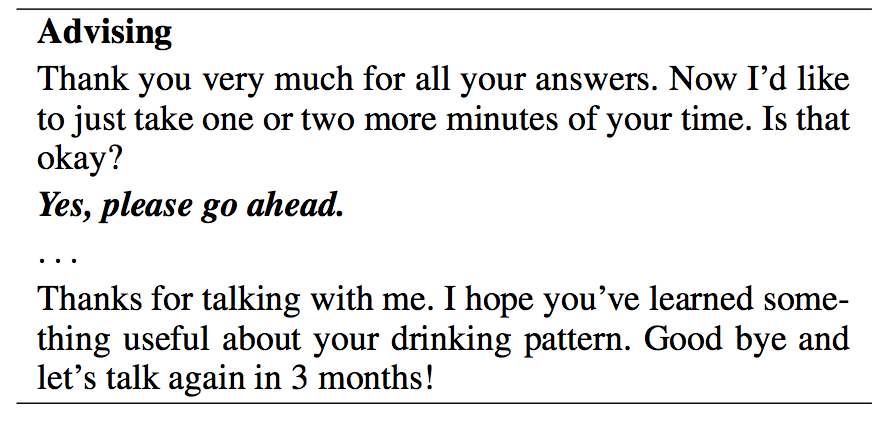 Advising
Thank you very much for all your answers. Now I’d like
to just take one or two more minutes of your time. Is that
okay?
Yes, please go ahead.
. . .
Thanks for talking with me. I hope you’ve learned some-
thing useful about your drinking pattern. Good bye and
let’s talk again in 3 months!